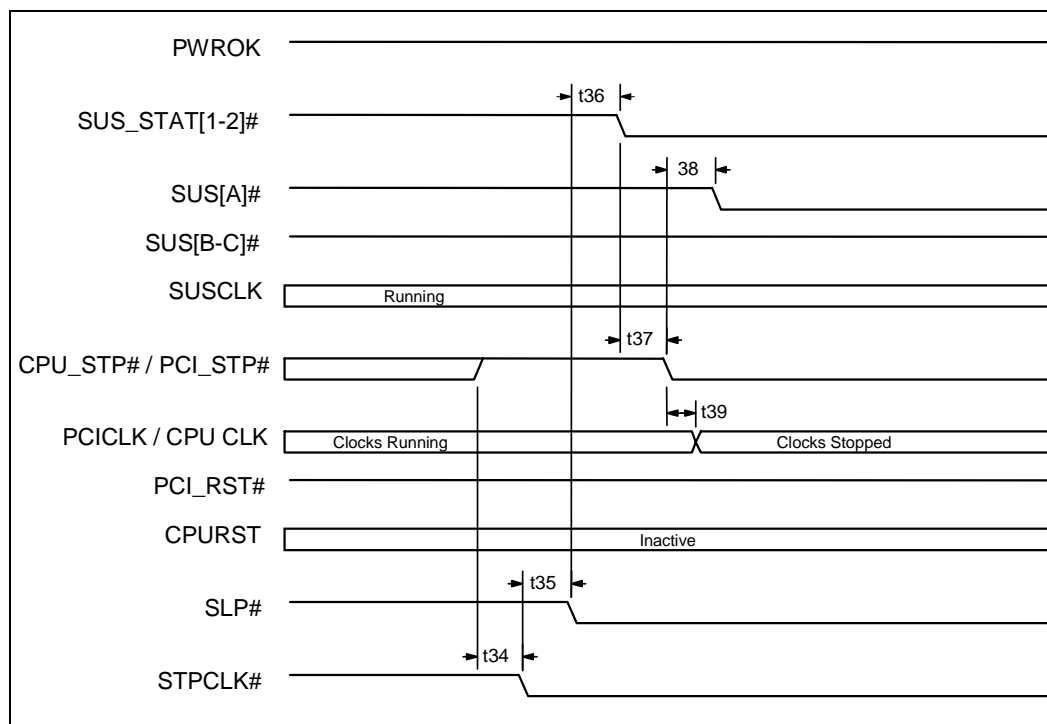 PWROK
t36
SUS_STAT[1-2]#
38
SUS[A]#
SUS[B-C]#
SUSCLK
Running
t37
CPU_STP# / PCI_STP#
t39
PCICLK / CPU CLK
Clocks Running
Clocks Stopped
PCI_RST#
CPURST
Inactive
t35
SLP#
t34
STPCLK#